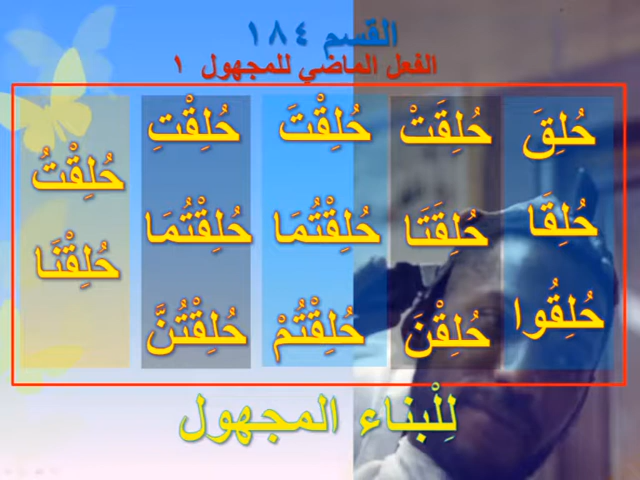 القسم ١٨٤
الفعل الماضي للمجهول ١
حُلِقَ حُلِقَتْ حُلِقْتَ حُلِقْتِ حُلِقْتُ
حُلِقَا حُلِقَتَا حُلِقْتُمَا حُلِقْتُمَا حُلِقْنَا
حُلِقُوا حُلِقْنَ حُلِقْتُمْ حُلِقْتُنَّ
لِلْبناء المجهول